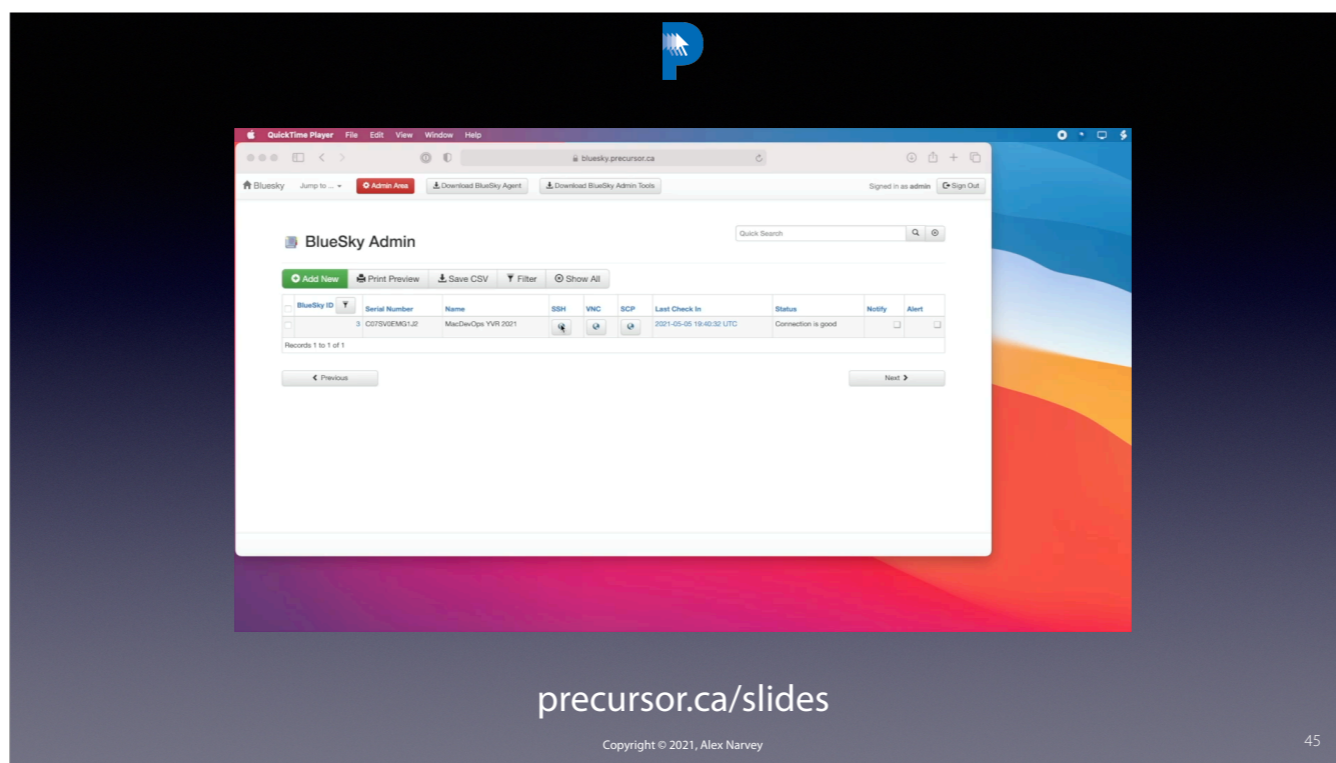 QuickTime Player File Edit View Window Help
bluesky.precursor.ca
Bluesky Jump to ... Admin Area Download BlueSky Agent Download BlueSky Admin Tools Signed in as admin Sign Out
BlueSky Admin
Quick Search
Add New Print Preview Save CSV Filter Show All
BlueSky ID Serial Number Name SSH VNC SCP Last Check In Status Notify Alert
3 C07SV0EMG1J2 MacDevOps YVR 2021 2021-05-05 19:40:32 UTC Connection is good
Records 1 to 1 of 1
Previous Next
precursor.ca/slides
Copyright © 2021, Alex Narvey
45